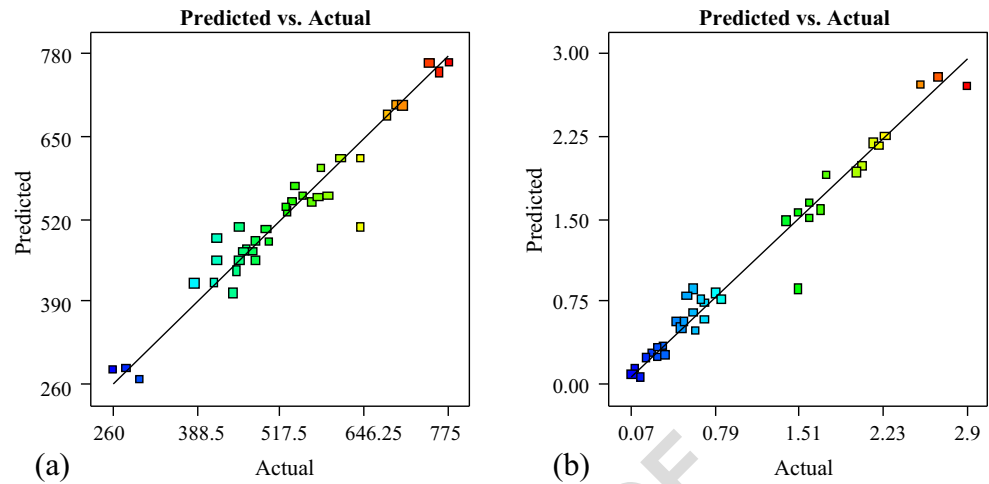 Predicted vs. Actual
780
650
520
390
260
Predicted
260 388.5 517.5 646.25 775
(a) Actual
Predicted vs. Actual
3.00
2.25
1.50
0.75
0.00
Predicted
0.07 0.79 1.51 2.23 2.9
(b) Actual